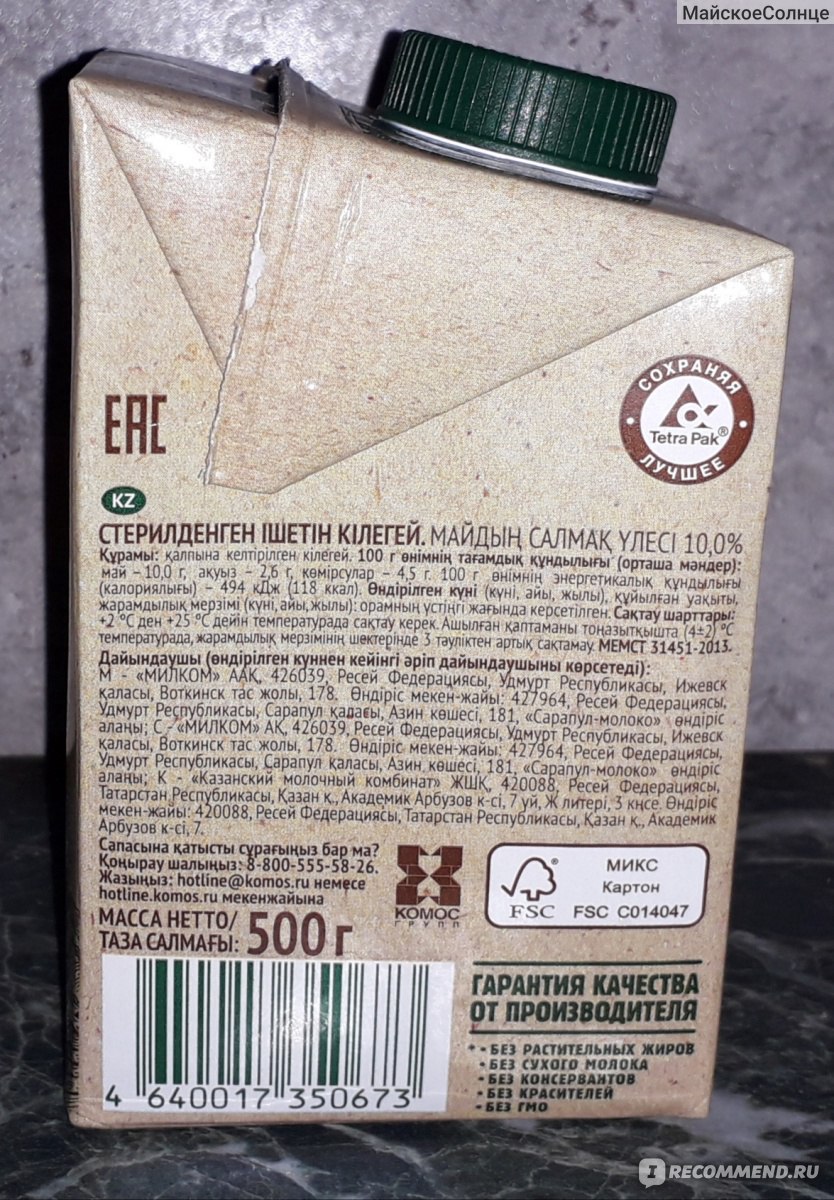 МайскоеСолнце
СОХРАНЯЯ
Tetra Pak®
ЛУЧШЕЕ
EAC
KZ
СТЕРИЛДЕНГЕН ІШЕТІН КІЛЕГЕЙ. МАЙДЫҢ САЛМАҚ ҮЛЕСІ 10,0%
Құрамы: қалпына келтірілген кілегей. 100 г өнімнің тағамдық құндылығы (орташа мәндер):
май – 10,0 г, ақуыз – 2,6 г, көмірсулар – 4,5 г. 100 г өнімнің энергетикалық құндылығы
(калориялығы) – 494 кДж (118 ккал). Өндірілген күні (күні, айы, жылы), құйылған уақыты,
жарамдылық мерзімі (күні, айы, жылы): орамның үстіңгі жағында көрсетілген. Сақтау шарттары:
+2 °С ден +25 °С дейін температурада сақтау керек. Ашылған қаптаманы тоңазытқышта (4±2) °С
температурада, жарамдылық мерзімінің шектерінде 3 тәуліктен артық сақтамау. МЕМСТ 31451-2013.
Дайындаушы (өндірілген күннен кейінгі әріп дайындаушыны көрсетеді):
М - «МИЛКОМ» ААҚ, 426039, Ресей Федерациясы, Удмурт Республикасы, Ижевск
қаласы, Воткинск тас жолы, 178. Өндіріс мекен-жайы: 427964, Ресей Федерациясы,
Удмурт Республикасы, Сарапул қаласы, Азин көшесі, 181, «Сарапул-молоко» өндіріс
алаңы; С - «МИЛКОМ» АҚ, 426039, Ресей Федерациясы, Удмурт Республикасы, Ижевск
қаласы, Воткинск тас жолы, 178. Өндіріс мекен-жайы: 427964, Ресей Федерациясы,
Удмурт Республикасы, Сарапул қаласы, Азин көшесі, 181, «Сарапул-молоко» өндіріс
алаңы; К - «Казанский молочный комбинат» ЖШҚ, 420088, Ресей Федерациясы,
Татарстан Республикасы, Қазан қ., Академик Арбузов к-сі, 7 уй, Ж литері, 3 кңсе. Өндіріс
мекен-жайы: 420088, Ресей Федерациясы, Татарстан Республикасы, Қазан қ., Академик
Арбузов к-сі, 7.
Сапасына қатысты сурағыңыз бар ма?
Қоңырау шалыңыз: 8-800-555-58-26.
Жазыңыз: hotline@komos.ru немесе
hotline.komos.ru мекенжайына
КОМОС
ГРУПП
FSC®
МИКС
Картон
FSC C014047
МАССА НЕТТО/
ТАЗА САЛМАҒЫ: 500 г
ГАРАНТИЯ КАЧЕСТВА
ОТ ПРОИЗВОДИТЕЛЯ
* - БЕЗ РАСТИТЕЛЬНЫХ ЖИРОВ
- БЕЗ СУХОГО МОЛОКА
- БЕЗ КОНСЕРВАНТОВ
- БЕЗ КРАСИТЕЛЕЙ
- БЕЗ ГМО
4 640017 350673
IRECOMMEND.RU